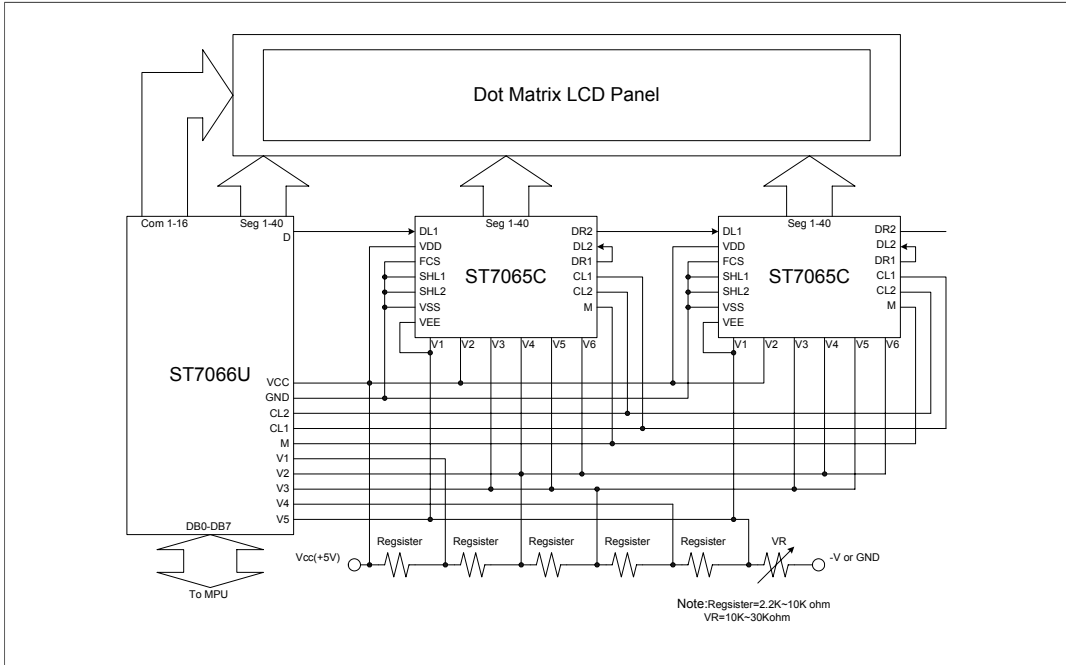 Dot Matrix LCD Panel
Com 1-16
Seg 1-40
D
ST7066U
VCC
GND
CL2
CL1
M
V1
V2
V3
V4
V5
DB0-DB7
To MPU
Seg 1-40
DL1
VDD
FCS
SHL1
SHL2
VSS
VEE
ST7065C
DR2
DL2
DR1
CL1
CL2
M
V1 V2 V3 V4 V5 V6
Seg 1-40
DL1
VDD
FCS
SHL1
SHL2
VSS
VEE
ST7065C
DR2
DL2
DR1
CL1
CL2
M
V1 V2 V3 V4 V5 V6
Vcc(+5V)
Regsister
Regsister
Regsister
Regsister
Regsister
VR
-V or GND
Note:Regsister=2.2K~10K ohm
VR=10K~30Kohm